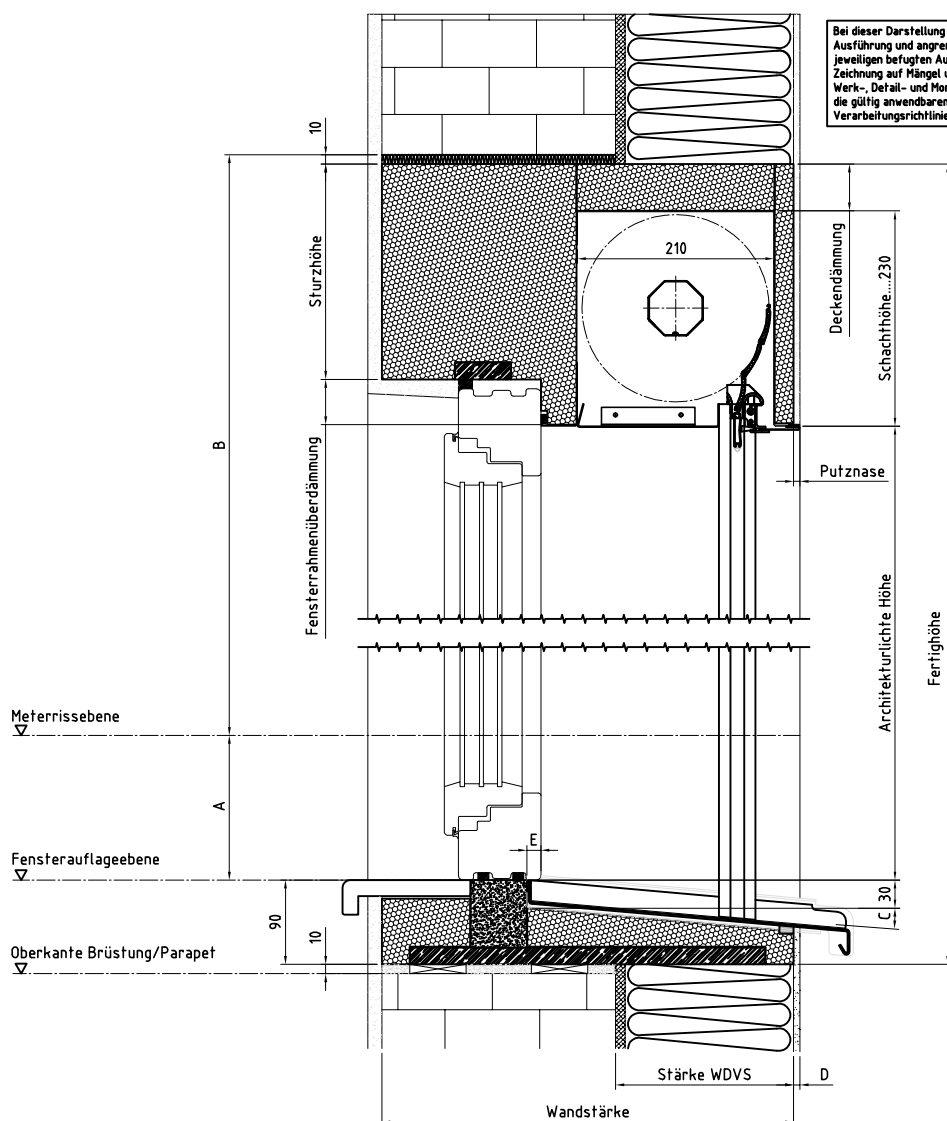 Bei dieser Darstellung
Ausführung und angre
jeweiligen befugten Au
Zeichnung auf Mängel u
Werk-, Detail- und Mon
die gültig anwendbaren
Verarbeitungsrichtlinie
10
Sturzhöhe
210
Deckendämmung
Schachthöhe....230
B
Fensterrahmenüberdämmung
Putznase
Architekturlichte Höhe
Fertighöhe
Meterrissebene
A
E
Fensterauflageebene
90
30
C
10
Oberkante Brüstung/Parapet
Stärke WDVS
D
Wandstärke